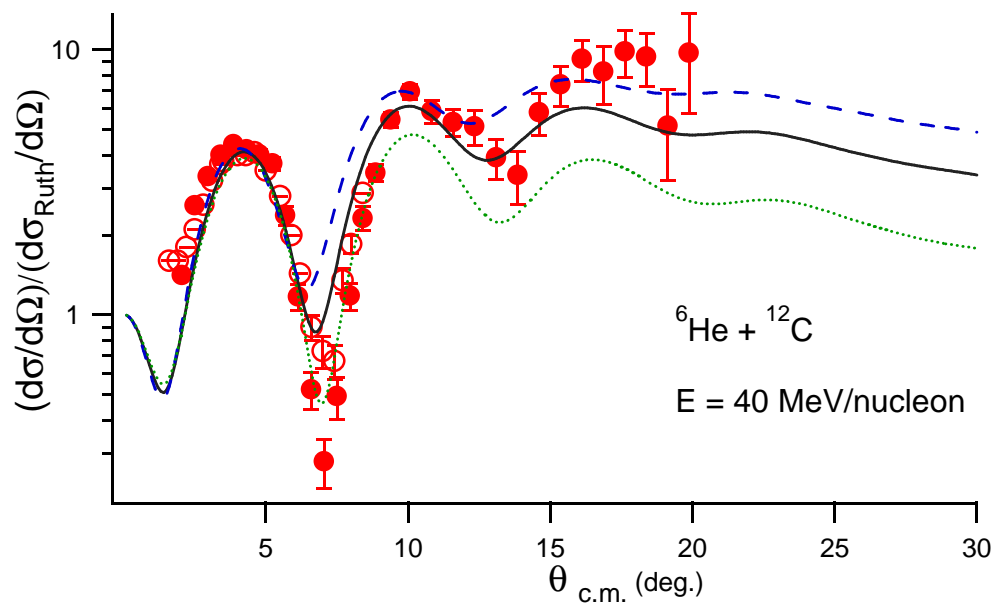 10
1
(dσ/dΩ)/(dσRuth/dΩ)
⁶He + ¹²C
E = 40 MeV/nucleon
5 10 15 20 25 30
θ c.m. (deg.)